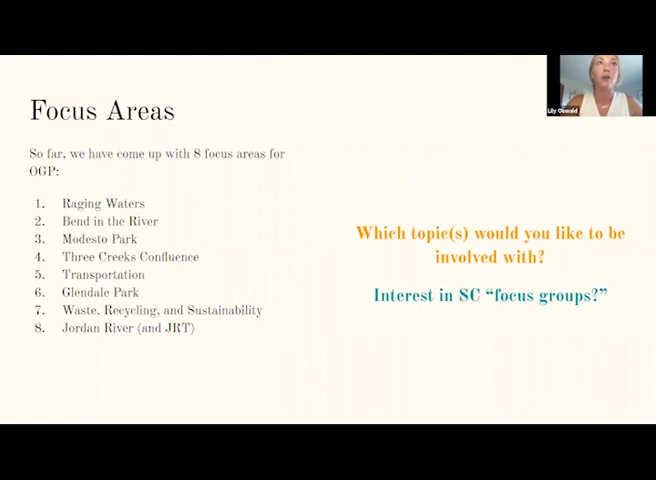 Lily Oswald
Focus Areas
So far, we have come up with 8 focus areas for
OGP:
1. Raging Waters
2. Bend in the River
3. Modesto Park
4. Three Creeks Confluence
5. Transportation
6. Glendale Park
7. Waste, Recycling, and Sustainability
8. Jordan River (and JRT)
Which topic(s) would you like to be
involved with?
Interest in SC “focus groups?”